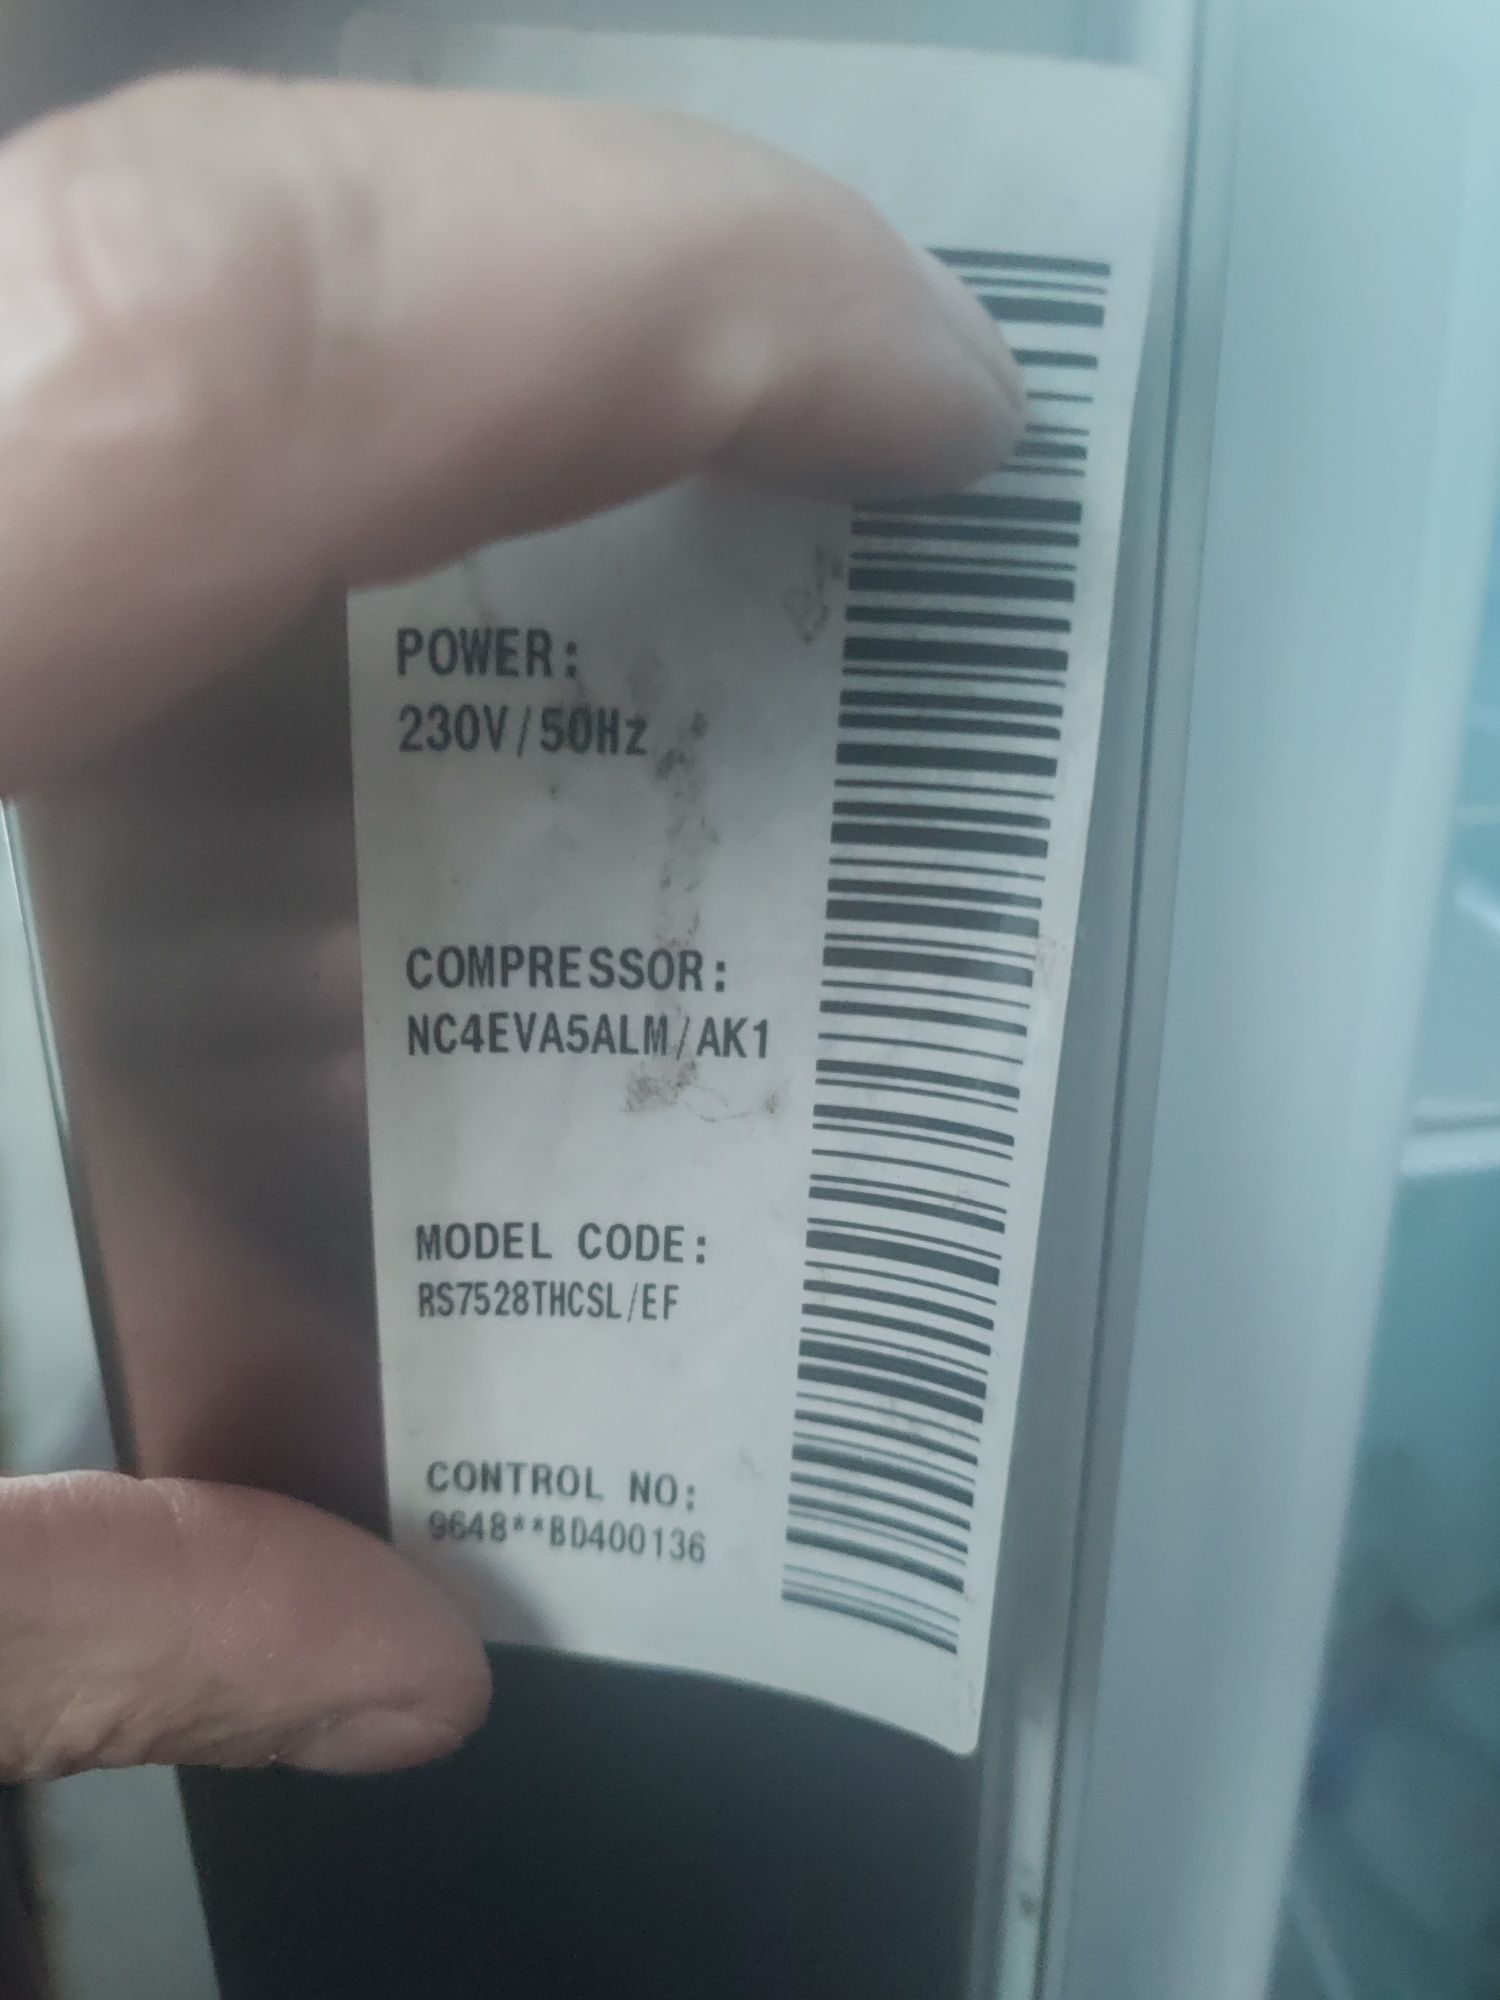 POWER:
230V/50Hz
COMPRESSOR:
NC4EVA5ALM/AK1
MODEL CODE:
RS7528THCSL/EF
CONTROL NO:
9648**BD400136